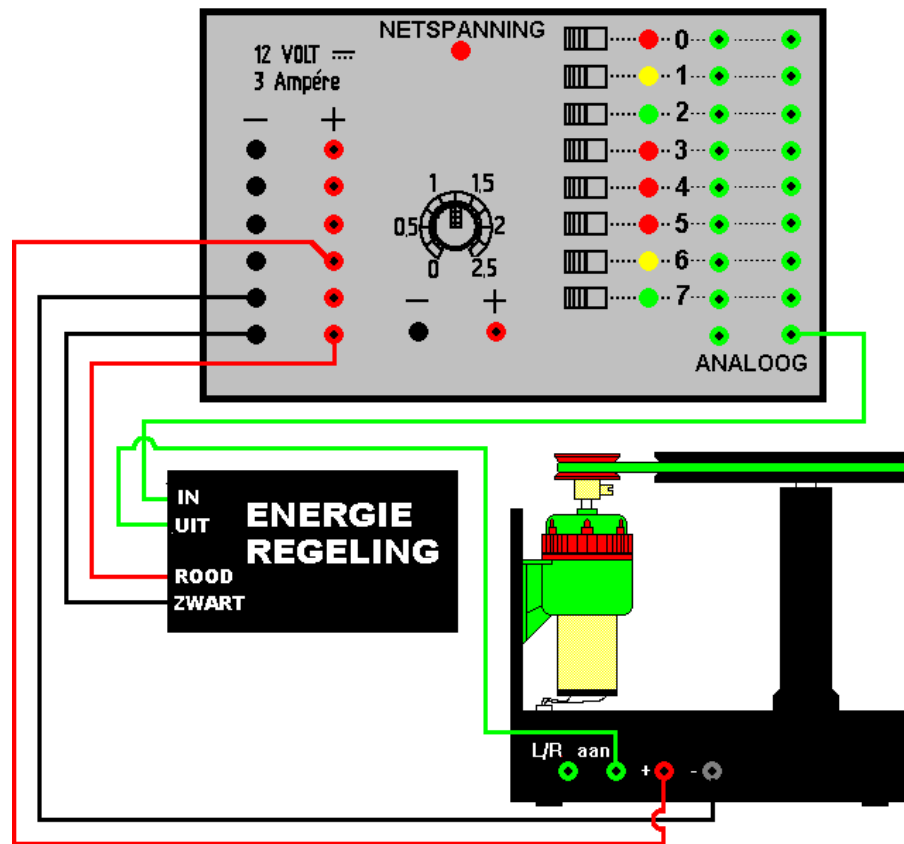 NETSPANNING
12 VOLT
3 Ampére
− +
0
1
2
3
4
5
6
7
0
0,5
1
1,5
2
2,5
− +
ANALOOG
IN
UIT
ROOD
ZWART
ENERGIE
REGELING
L/R aan
+ -